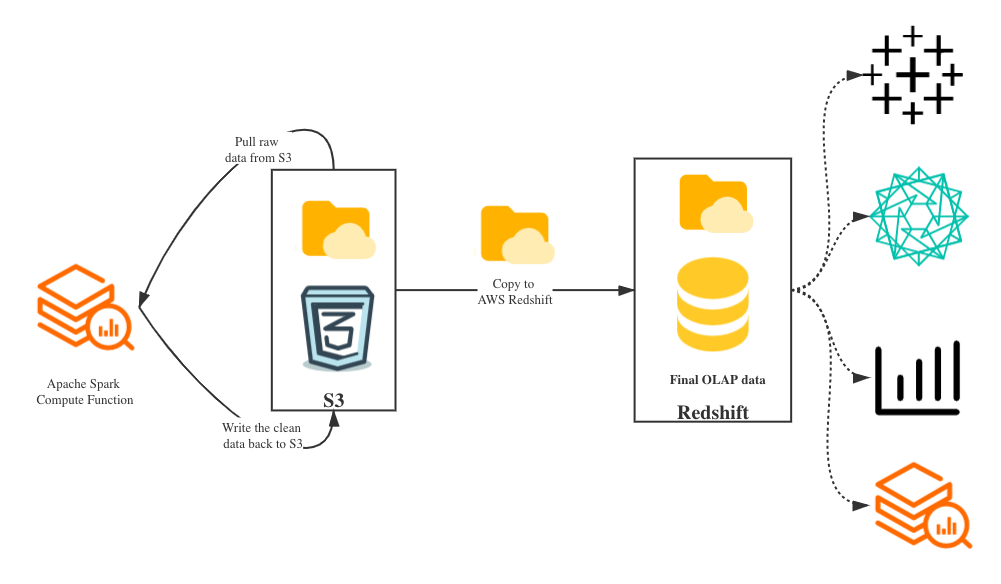 Pull raw
data from S3
Apache Spark
Compute Function
Write the clean
data back to S3
3
S3
Copy to
AWS Redshift
Final OLAP data
Redshift